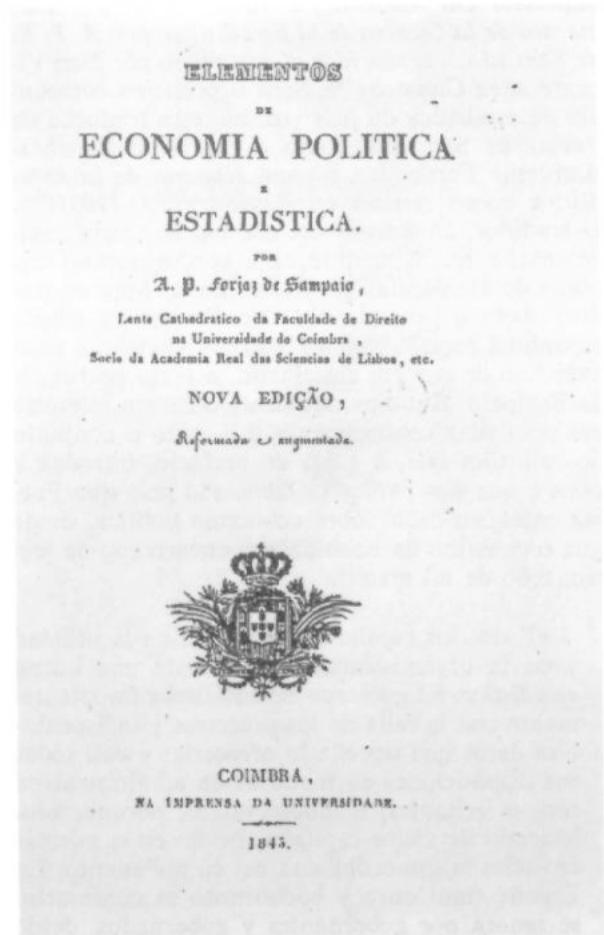 ELEMENTOS
DE
ECONOMIA POLITICA
E
ESTADISTICA.
POR
A. P. Forjaz de Sampaio
Lente Cathedratico da Faculdade de Direito
na Universidade de Coimbra,
Socio da Academia Real das Sciencias de Lisboa, etc.
NOVA EDIÇÃO,
Reformada e augmentada.
COIMBRA,
NA IMPRENSA DA UNIVERSIDADE.
1845.